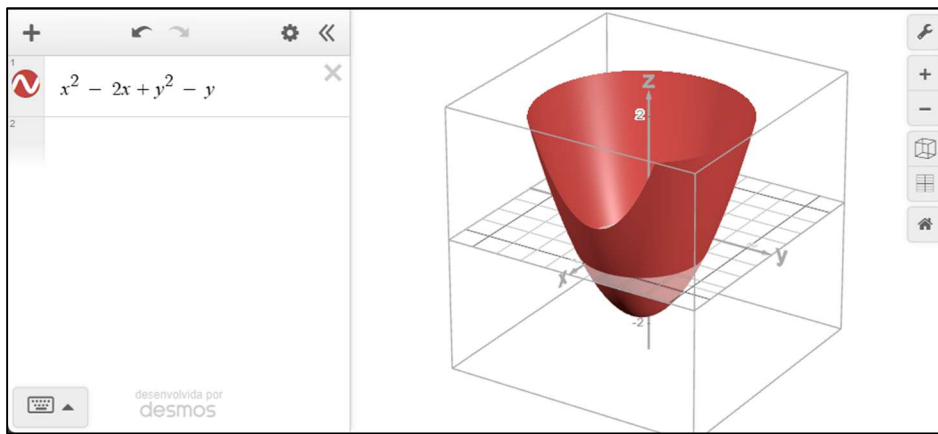 1
x² − 2x + y² − y
2
desenvolvida por
desmos
z
2
x
y
-2